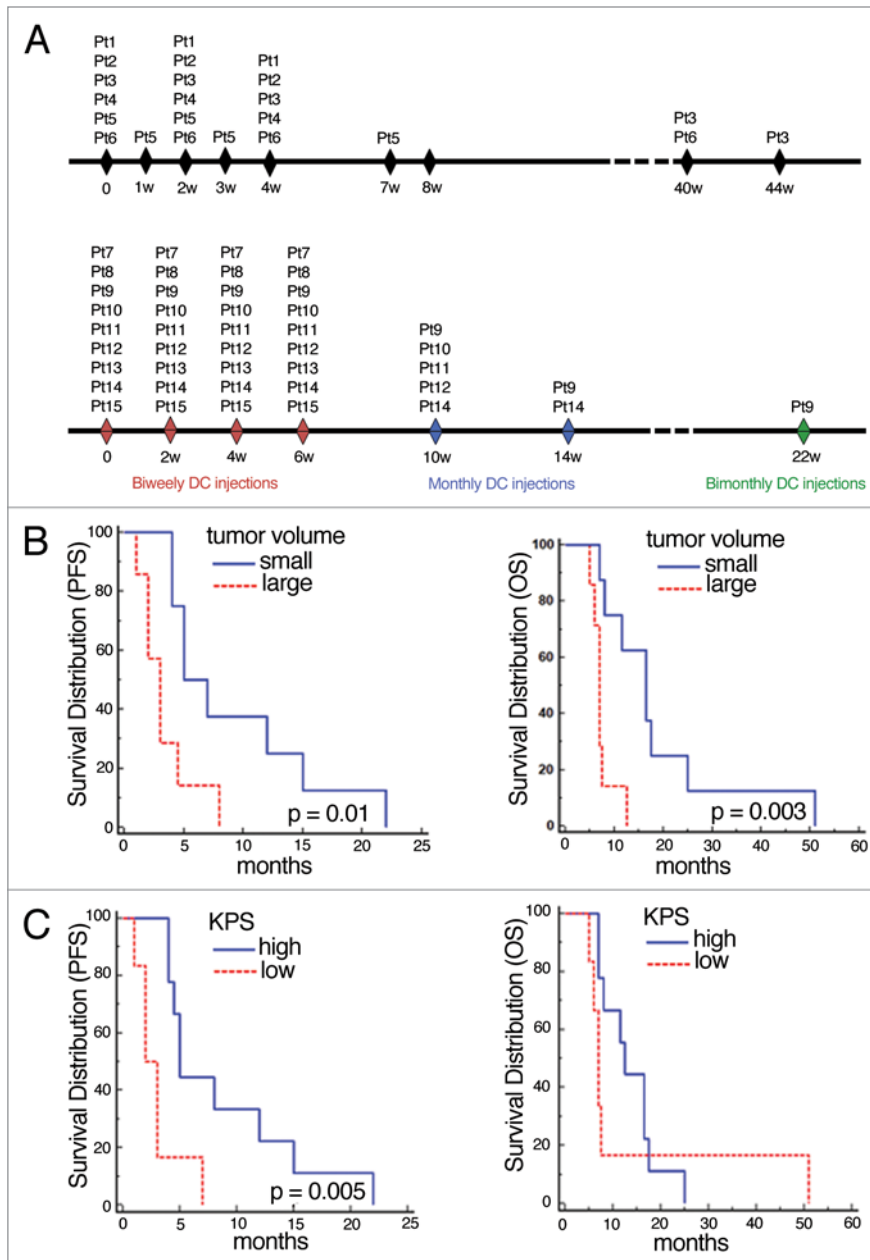 A
Pt1 Pt1
Pt2 Pt2 Pt1
Pt3 Pt3 Pt2
Pt4 Pt4 Pt3 Pt3
Pt5 Pt5 Pt4 Pt6
Pt6 Pt5 Pt6 Pt5 Pt6 Pt5 Pt3
0 1w 2w 3w 4w 7w 8w 40w 44w
Pt7 Pt7 Pt7 Pt7
Pt8 Pt8 Pt8 Pt8
Pt9 Pt9 Pt9 Pt9
Pt10 Pt10 Pt10 Pt10
Pt11 Pt11 Pt11 Pt11 Pt9
Pt12 Pt12 Pt12 Pt12 Pt10
Pt13 Pt13 Pt13 Pt13 Pt11
Pt14 Pt14 Pt14 Pt14 Pt12 Pt9
Pt15 Pt15 Pt15 Pt15 Pt14 Pt14 Pt9
0 2w 4w 6w 10w 14w 22w
Biweely DC injections Monthly DC injections Bimonthly DC injections
B
Survival Distribution (PFS)
100
80
60
40
20
0
tumor volume
small
large
p = 0.01
0 5 10 15 20 25
months
Survival Distribution (OS)
100
80
60
40
20
0
tumor volume
small
large
p = 0.003
0 10 20 30 40 50 60
months
C
Survival Distribution (PFS)
100
80
60
40
20
0
KPS
high
low
p = 0.005
0 5 10 15 20 25
months
Survival Distribution (OS)
100
80
60
40
20
0
KPS
high
low
0 10 20 30 40 50 60
months